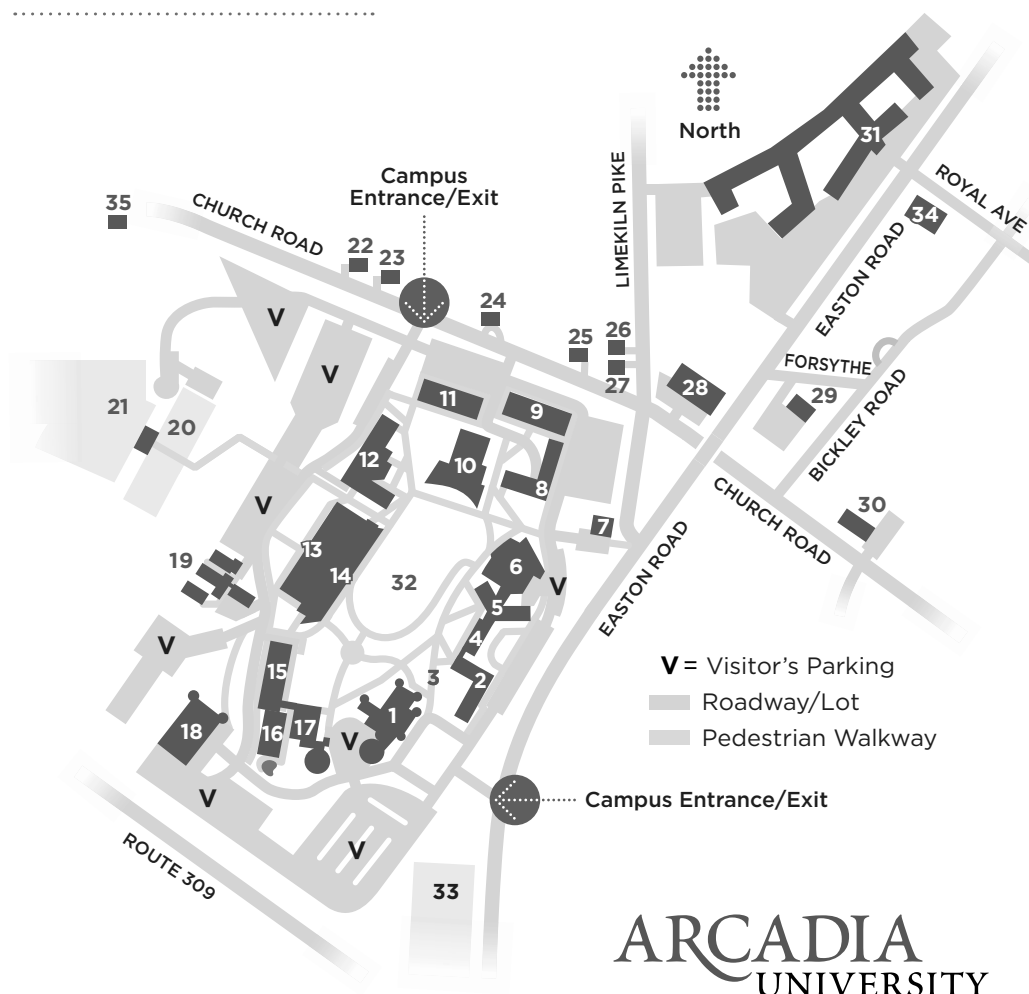 North
31
ROYAL AVE
LIMEKILN PIKE
Campus
Entrance/Exit
35
CHURCH ROAD
34
22
23
EASTON ROAD
24
V
26
25
FORSYTHE
V
27
28
29
11
9
21
20
BICKLEY ROAD
12
10
8
CHURCH ROAD
V
30
7
13
19
14
6
32
V
EASTON ROAD
5
4
V
V = Visitor's Parking
15
3
2
Roadway/Lot
1
18
16
17
V
Pedestrian Walkway
V
Campus Entrance/Exit
V
ROUTE 309
33
ARCADIA
UNIVERSITY